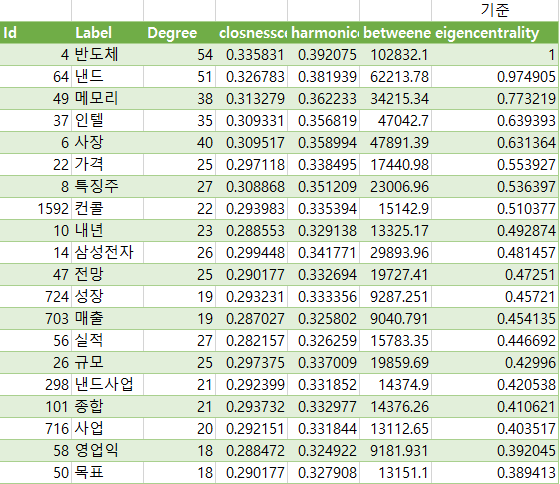 기준
Id Label Degree closnessc harmonic betweene eigencentrality
4 반도체 54 0.335831 0.392075 102832.1 1
64 낸드 51 0.326783 0.381939 62213.78 0.974905
49 메모리 38 0.313279 0.362233 34215.34 0.773219
37 인텔 35 0.309331 0.356819 47042.7 0.639393
6 사장 40 0.309517 0.358994 47891.39 0.631364
22 가격 25 0.297118 0.338495 17440.98 0.553927
8 특징주 27 0.308868 0.351209 23006.96 0.536397
1592 컨콜 22 0.293983 0.335394 15142.9 0.510377
10 내년 23 0.288553 0.329138 13325.17 0.492874
14 삼성전자 26 0.299448 0.341771 29893.96 0.481457
47 전망 25 0.290177 0.332694 19727.41 0.47251
724 성장 19 0.293231 0.333356 9287.251 0.45721
703 매출 19 0.287027 0.325802 9040.791 0.454135
56 실적 27 0.282157 0.326259 15783.35 0.446692
26 규모 25 0.297375 0.337009 19859.69 0.42996
298 낸드사업 21 0.292399 0.331852 14374.9 0.420538
101 종합 21 0.293732 0.332977 14376.26 0.410621
716 사업 20 0.292151 0.331844 13112.65 0.403517
58 영업익 18 0.288472 0.324922 9181.931 0.392045
50 목표 18 0.290177 0.327908 13151.1 0.389413